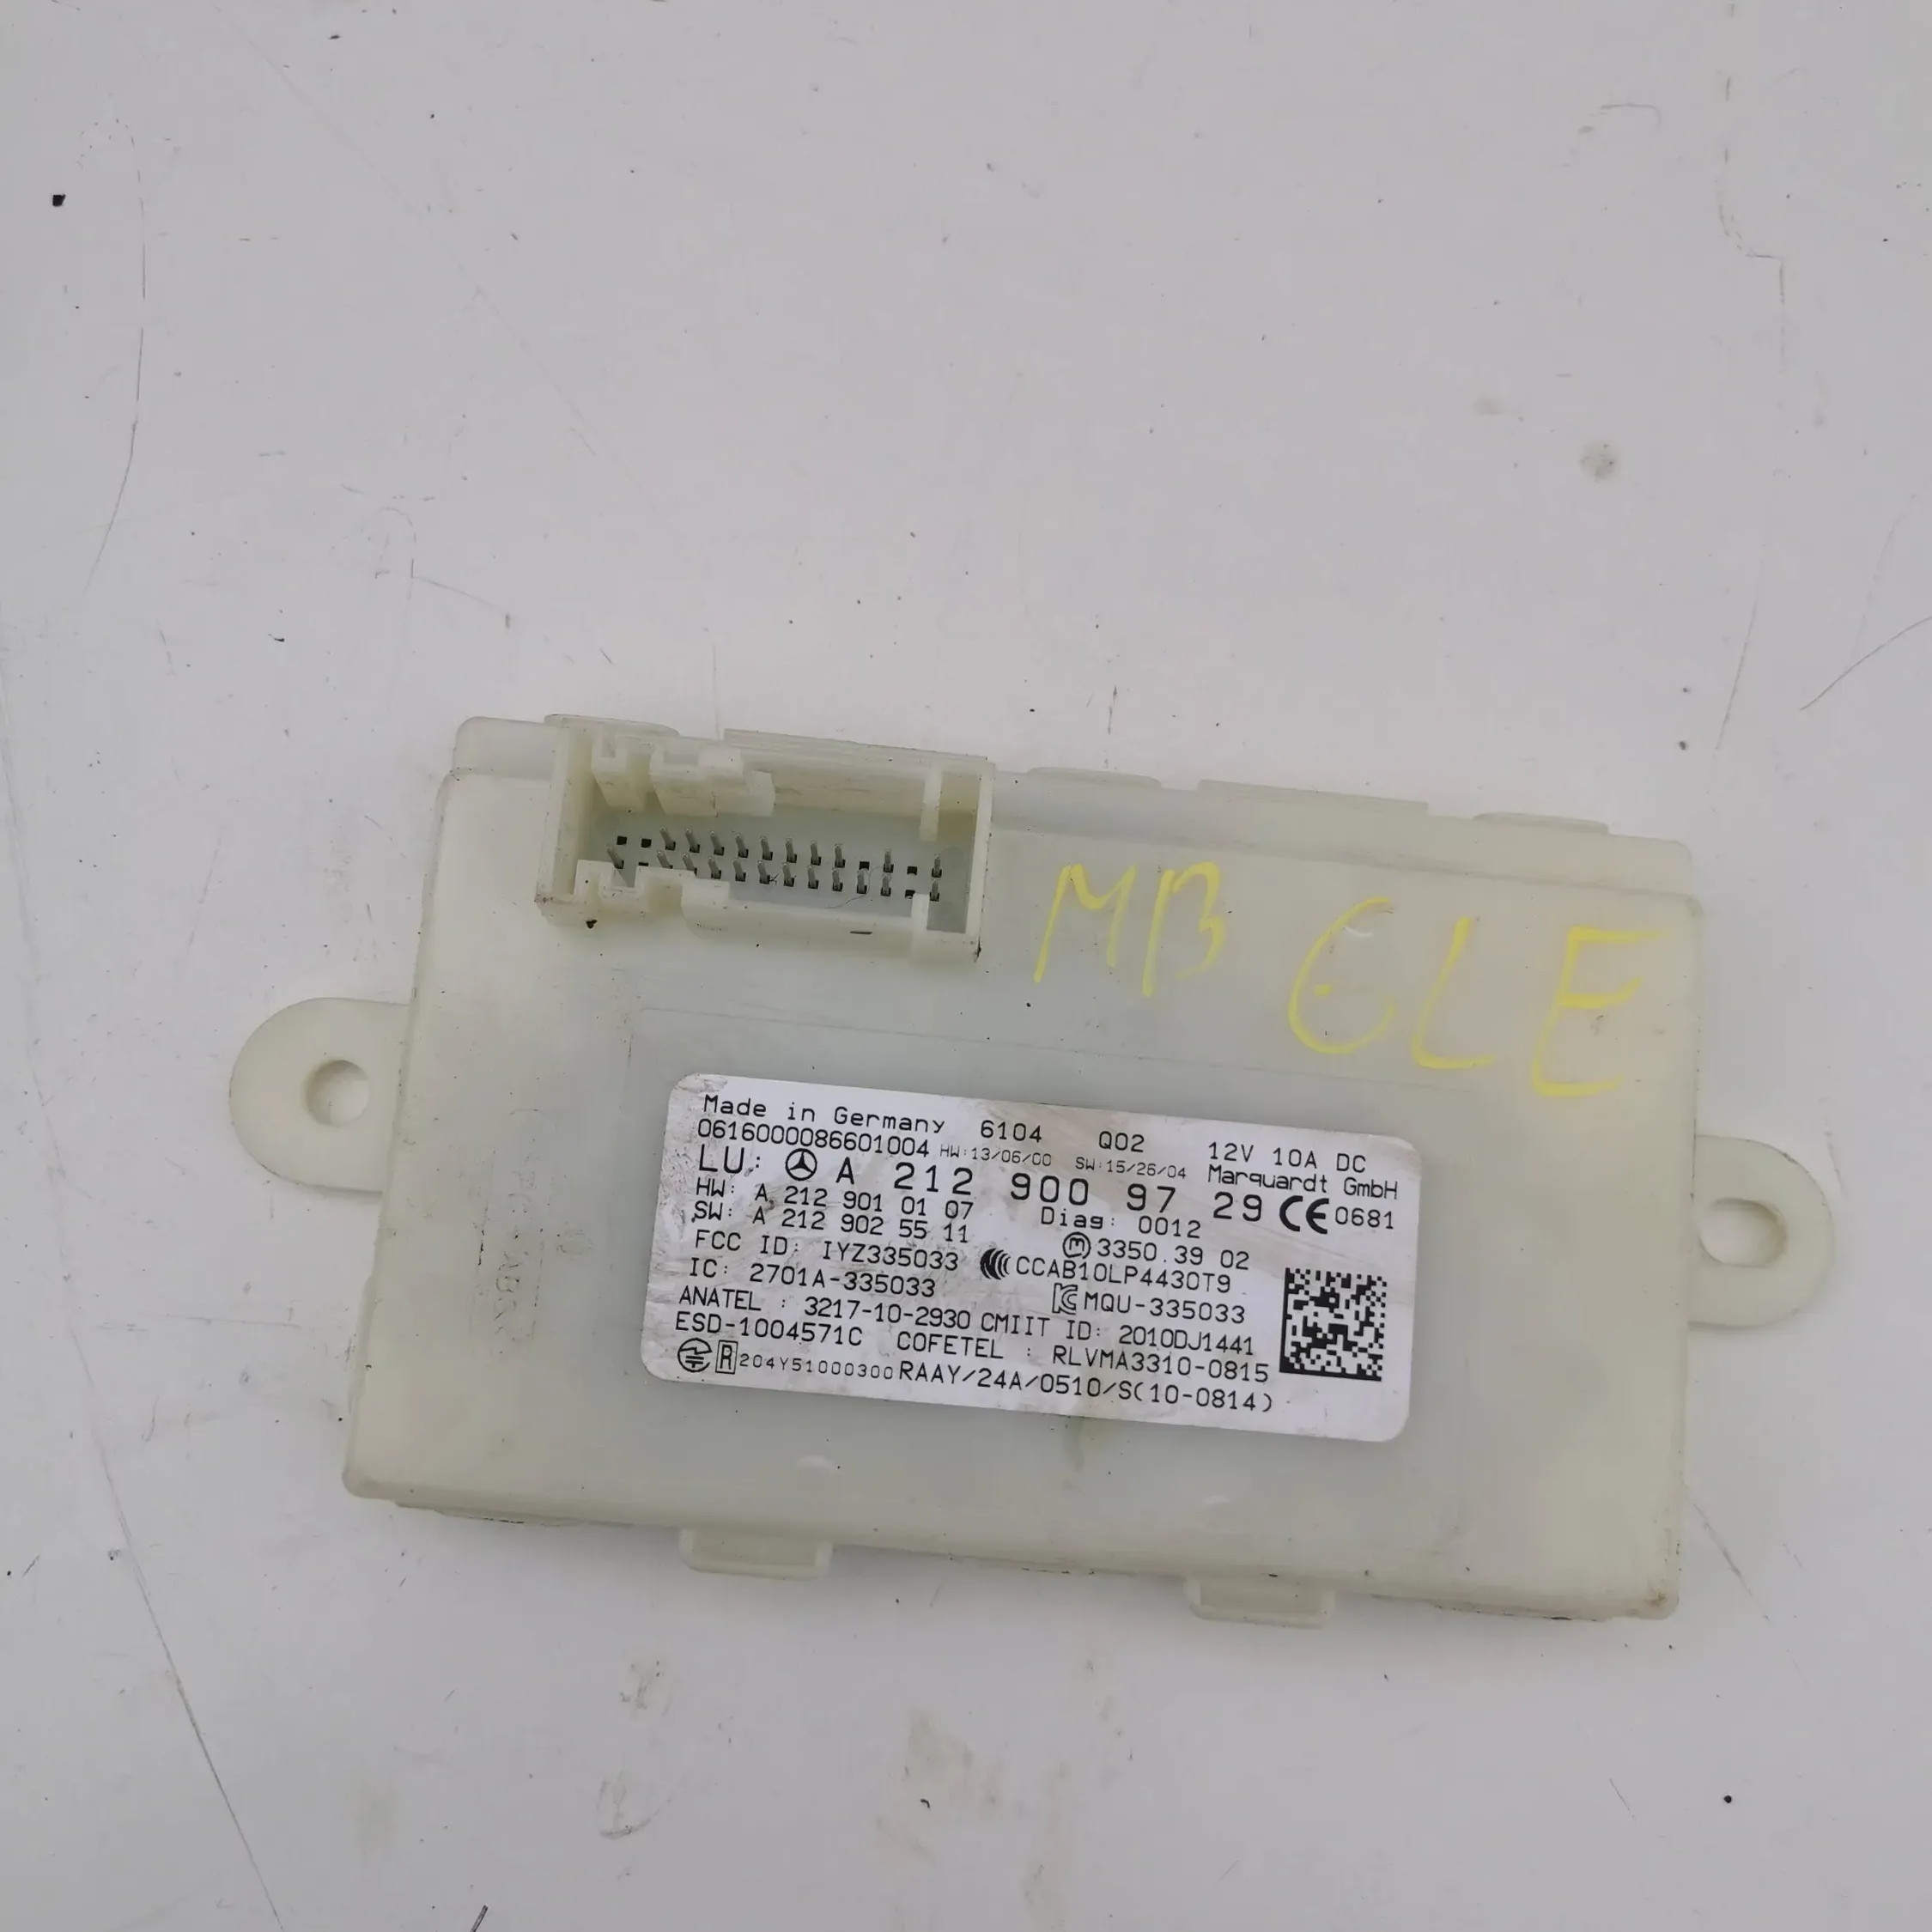 MB GLE
Made in Germany 6104 Q02 12V 10A DC
0616000086601004 HW:13/06/00 SW:15/26/04 Marquardt GmbH
LU: A 212 900 97 29 CE 0681
HW: A 212 901 01 07 Diag: 0012
SW: A 212 902 55 11 M 3350.39 02
FCC ID: IYZ335033 CCAB10LP4430T9
IC: 2701A-335033 MQU-335033
ANATEL : 3217-10-2930 CMIIT ID: 2010DJ1441
ESD-1004571C COFETEL : RLVMA3310-0815
R 204Y51000300 RAAY/24A/0510/S(10-0814)